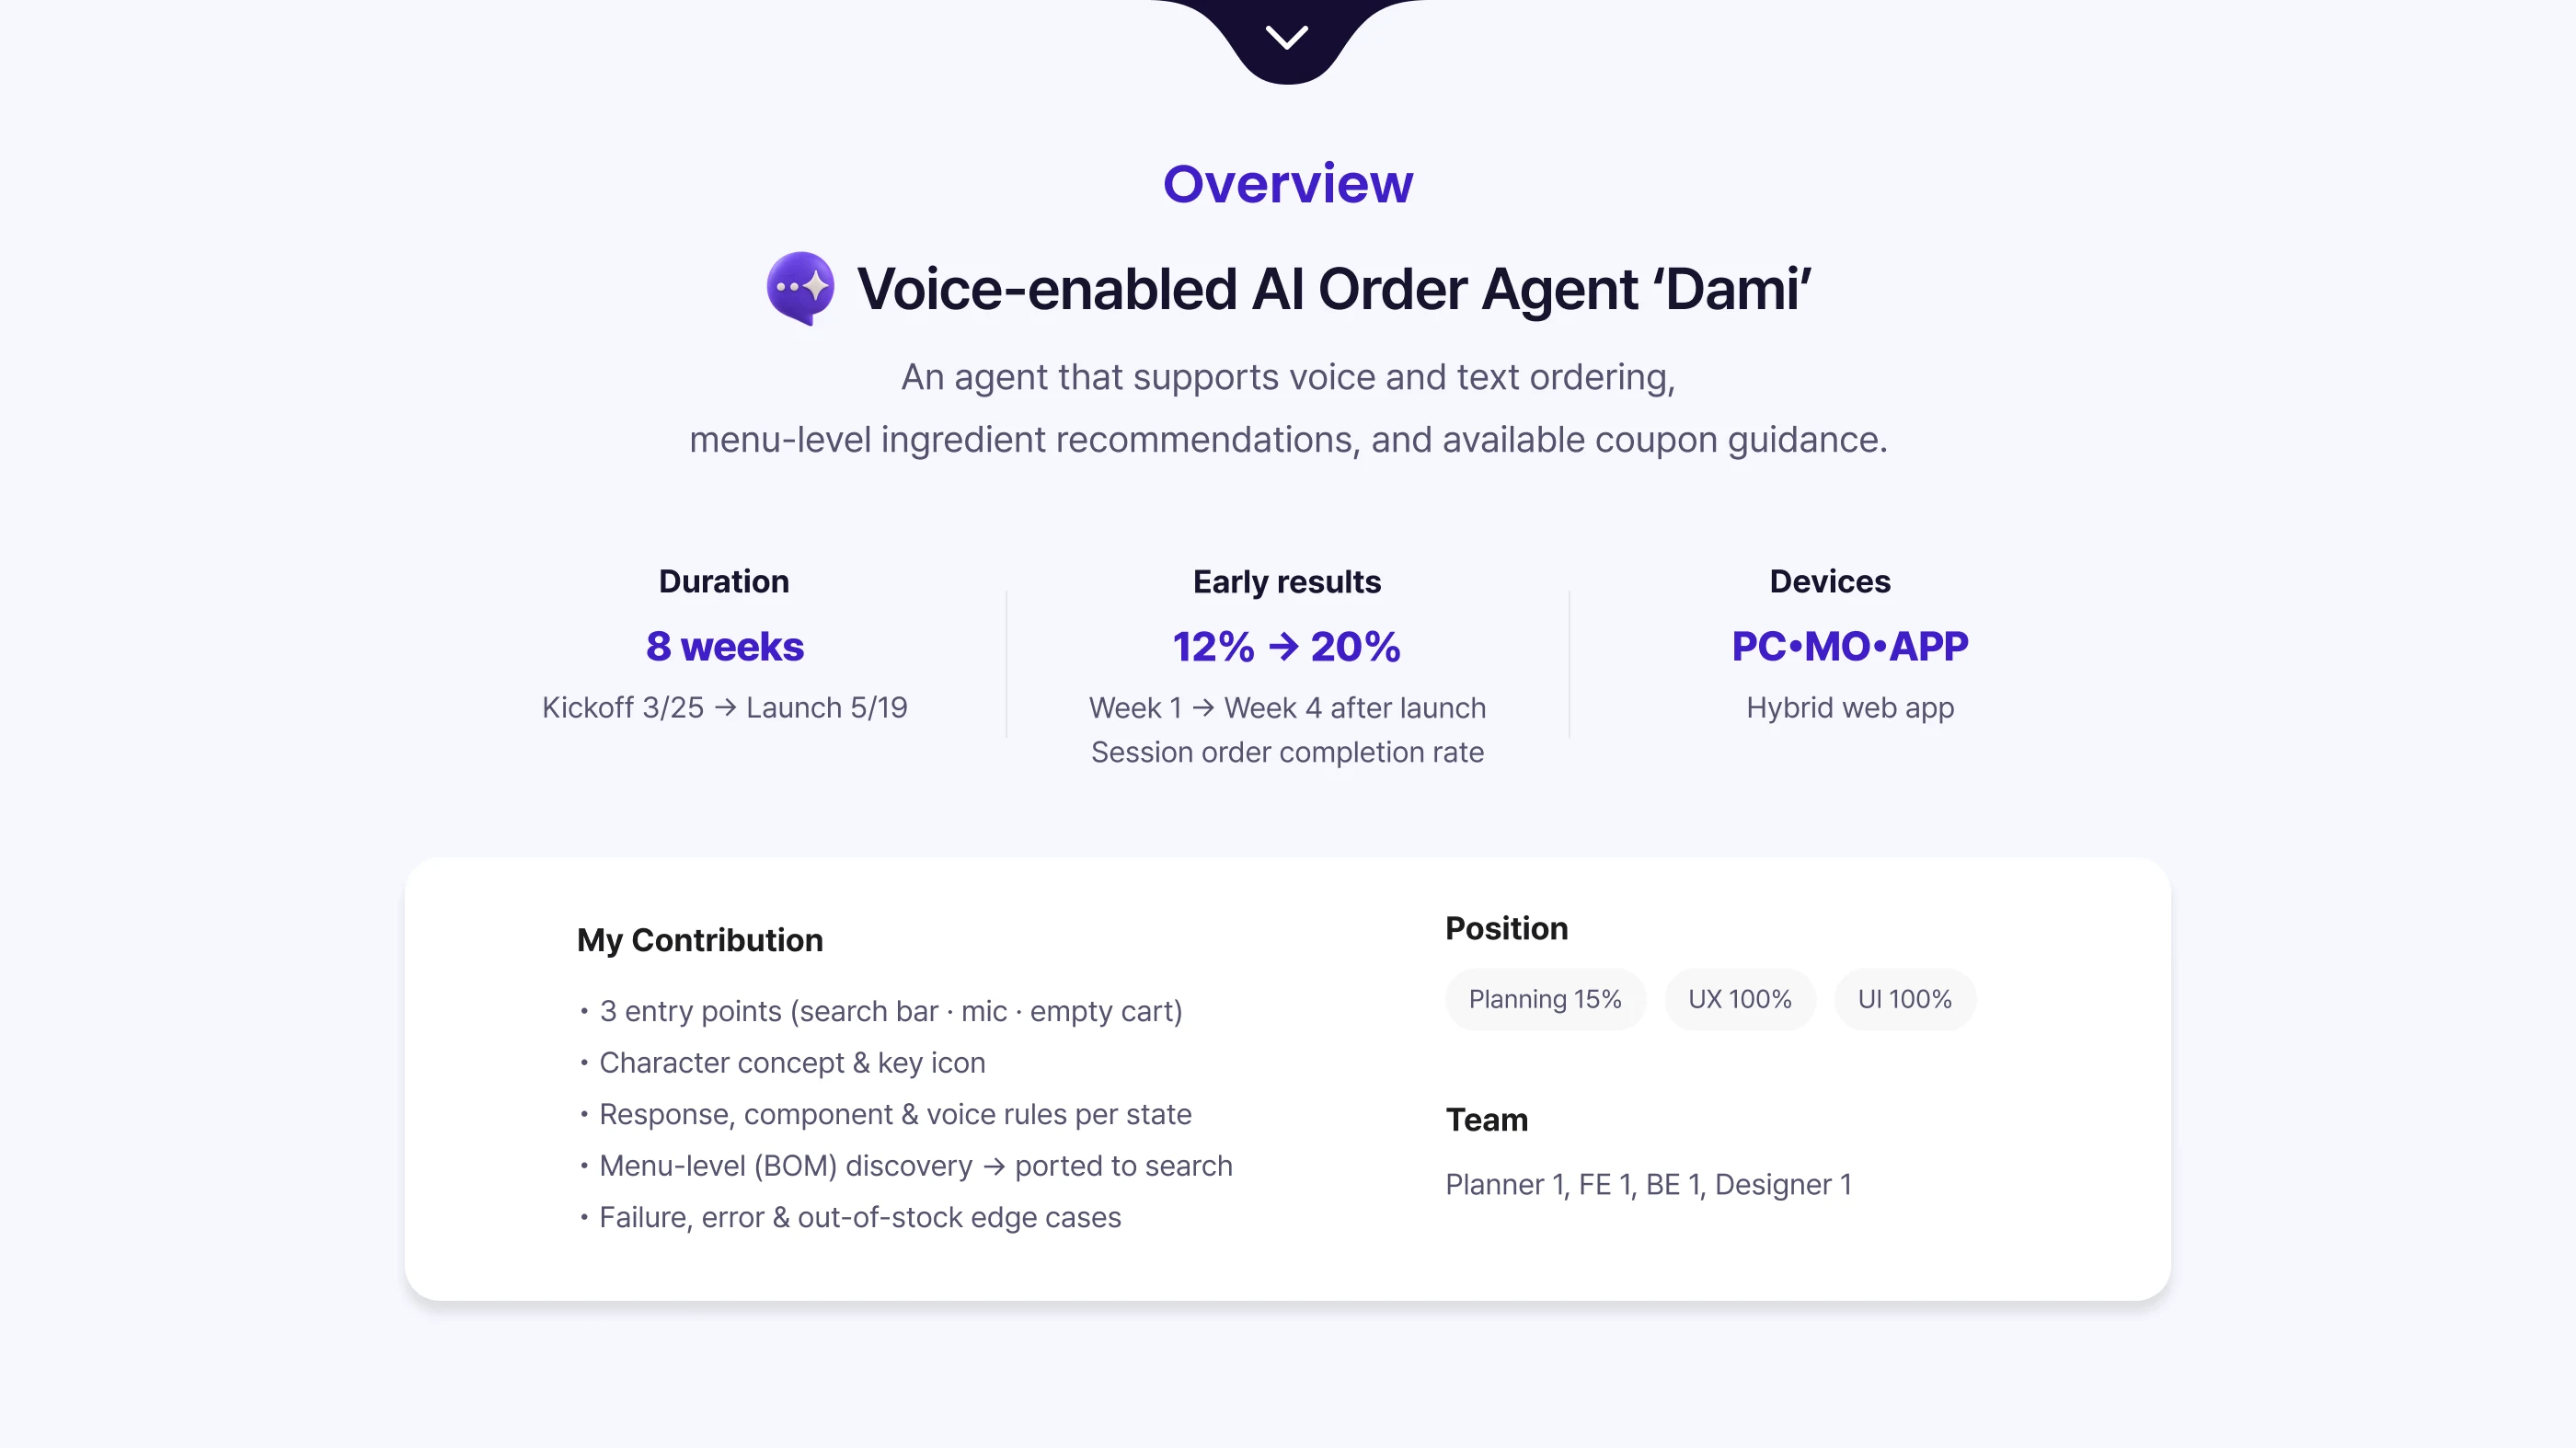 Overview
Voice-enabled AI Order Agent ‘Dami’
An agent that supports voice and text ordering,
menu-level ingredient recommendations, and available coupon guidance.
Duration
8 weeks
Kickoff 3/25 → Launch 5/19
Early results
12% → 20%
Week 1 → Week 4 after launch
Session order completion rate
Devices
PC•MO•APP
Hybrid web app
My Contribution
• 3 entry points (search bar · mic · empty cart)
• Character concept & key icon
• Response, component & voice rules per state
• Menu-level (BOM) discovery → ported to search
• Failure, error & out-of-stock edge cases
Position
Planning 15%
UX 100%
UI 100%
Team
Planner 1, FE 1, BE 1, Designer 1